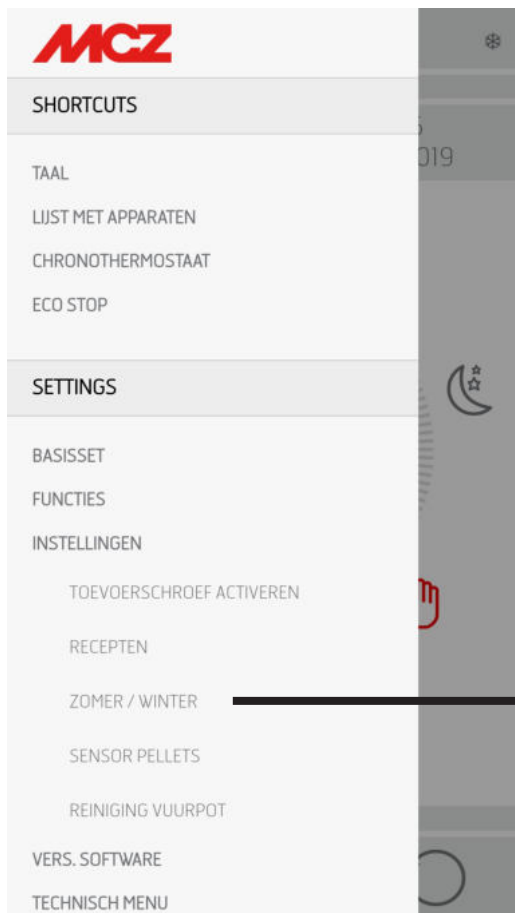 MCZ
SHORTCUTS
TAAL
LIJST MET APPARATEN
CHRONOTHERMOSTAAT
ECO STOP
SETTINGS
BASISSET
FUNCTIES
INSTELLINGEN
TOEVOERSCHROEF ACTIVEREN
RECEPTEN
ZOMER / WINTER
SENSOR PELLETS
REINIGING VUURPOT
VERS. SOFTWARE
TECHNISCH MENU